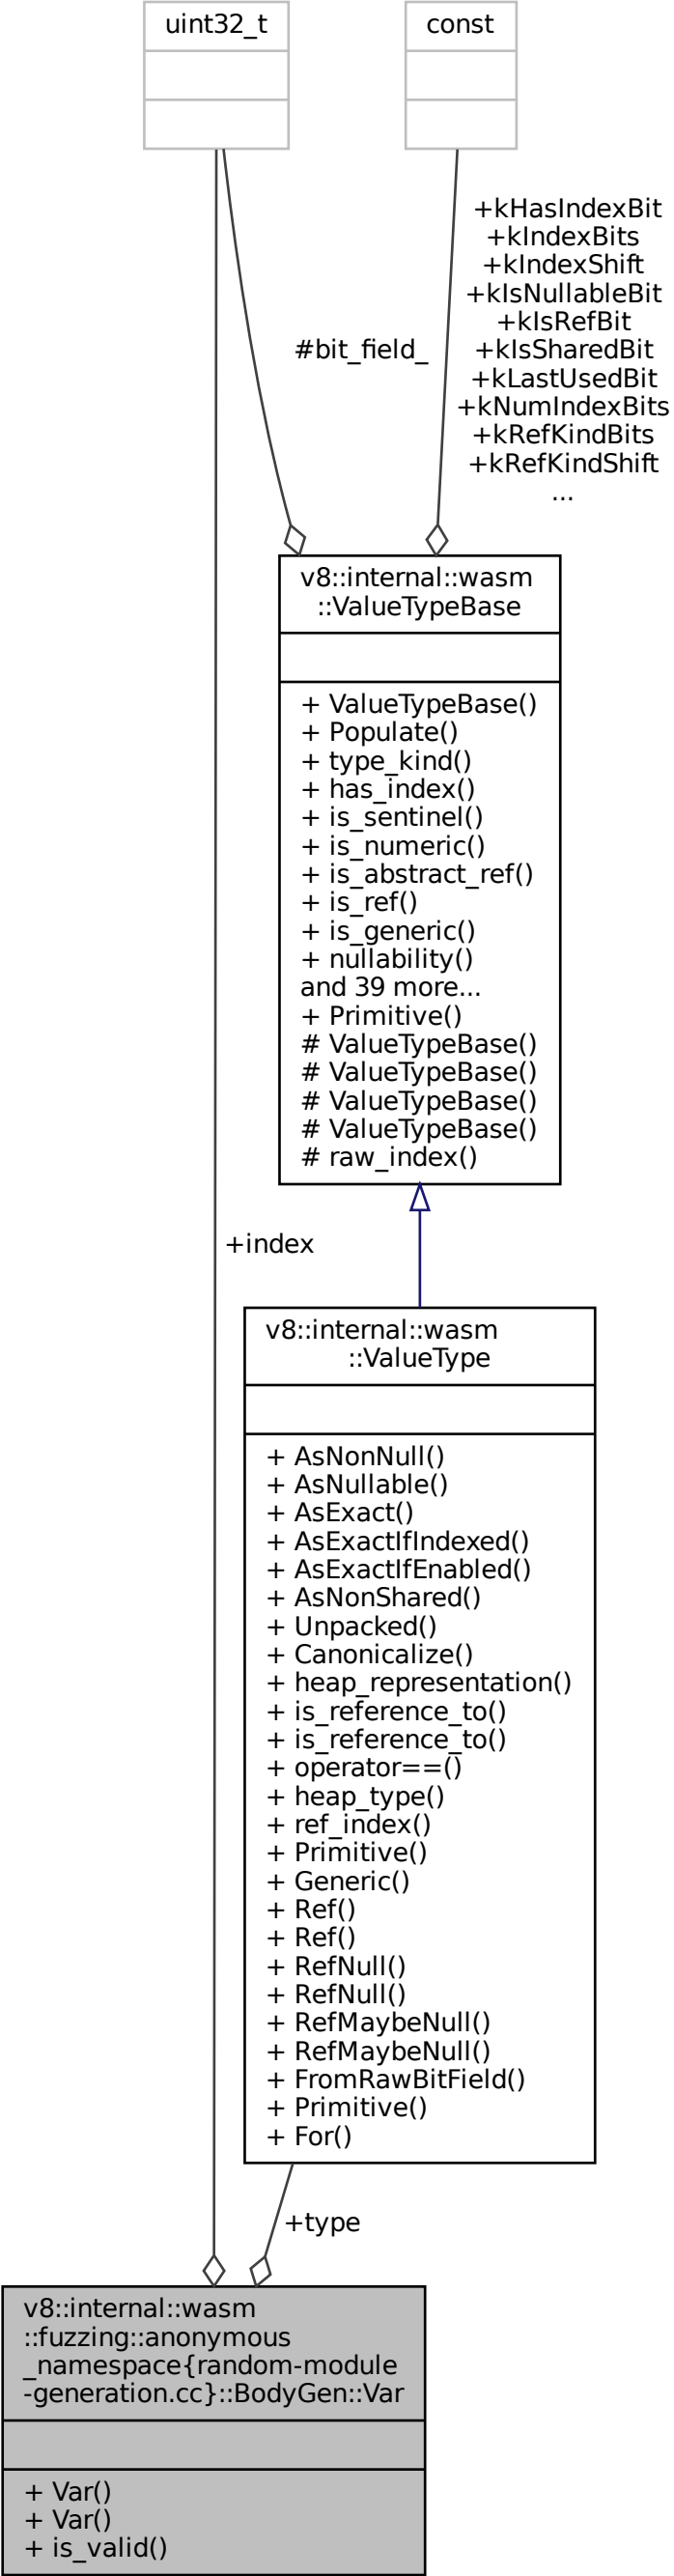 uint32_t
const
+kHasIndexBit
+kIndexBits
+kIndexShift
+kIsNullableBit
+kIsRefBit
+kIsSharedBit
+kLastUsedBit
+kNumIndexBits
+kRefKindBits
+kRefKindShift
...
#bit_field_
v8::internal::wasm
::ValueTypeBase
+ ValueTypeBase()
+ Populate()
+ type_kind()
+ has_index()
+ is_sentinel()
+ is_numeric()
+ is_abstract_ref()
+ is_ref()
+ is_generic()
+ nullability()
and 39 more...
+ Primitive()
# ValueTypeBase()
# ValueTypeBase()
# ValueTypeBase()
# ValueTypeBase()
# raw_index()
+index
v8::internal::wasm
::ValueType
+ AsNonNull()
+ AsNullable()
+ AsExact()
+ AsExactIfIndexed()
+ AsExactIfEnabled()
+ AsNonShared()
+ Unpacked()
+ Canonicalize()
+ heap_representation()
+ is_reference_to()
+ is_reference_to()
+ operator==()
+ heap_type()
+ ref_index()
+ Primitive()
+ Generic()
+ Ref()
+ Ref()
+ RefNull()
+ RefNull()
+ RefMaybeNull()
+ RefMaybeNull()
+ FromRawBitField()
+ Primitive()
+ For()
+type
v8::internal::wasm
::fuzzing::anonymous
_namespace{random-module
-generation.cc}::BodyGen::Var
+ Var()
+ Var()
+ is_valid()